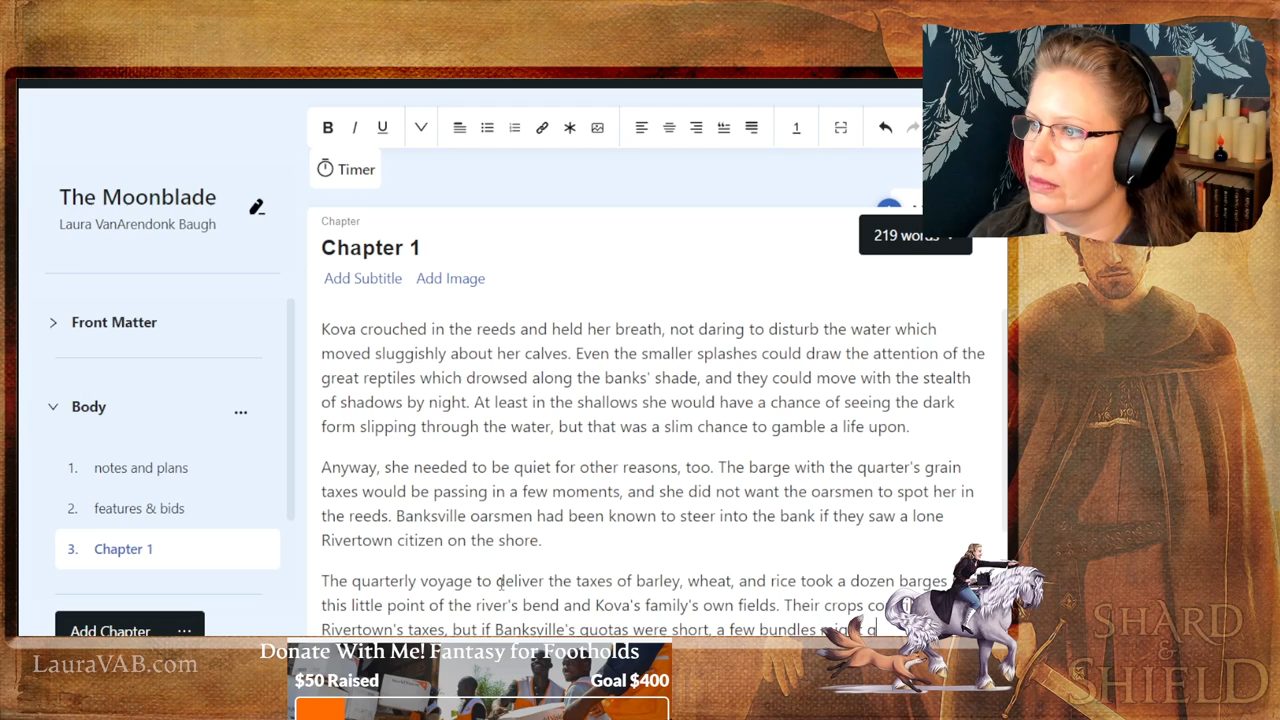 B I U
1
Timer
The Moonblade
Laura VanArendonk Baugh
Front Matter
Body
...
1. notes and plans
2. features & bids
3. Chapter 1
Add Chapter ...
Chapter
Chapter 1
219 words
Add Subtitle Add Image
Kova crouched in the reeds and held her breath, not daring to disturb the water which
moved sluggishly about her calves. Even the smaller splashes could draw the attention of the
great reptiles which drowsed along the banks' shade, and they could move with the stealth
of shadows by night. At least in the shallows she would have a chance of seeing the dark
form slipping through the water, but that was a slim chance to gamble a life upon.
Anyway, she needed to be quiet for other reasons, too. The barge with the quarter's grain
taxes would be passing in a few moments, and she did not want the oarsmen to spot her in
the reeds. Banksville oarsmen had been known to steer into the bank if they saw a lone
Rivertown citizen on the shore.
The quarterly voyage to deliver the taxes of barley, wheat, and rice took a dozen barges
this little point of the river's bend and Kova's family's own fields. Their crops
Rivertown's taxes, but if Banksville's quotas were short, a few bundles might g
LauraVAB.com
Donate With Me! Fantasy for Footholds
$50 Raised Goal $400
SHARD
&
SHIELD